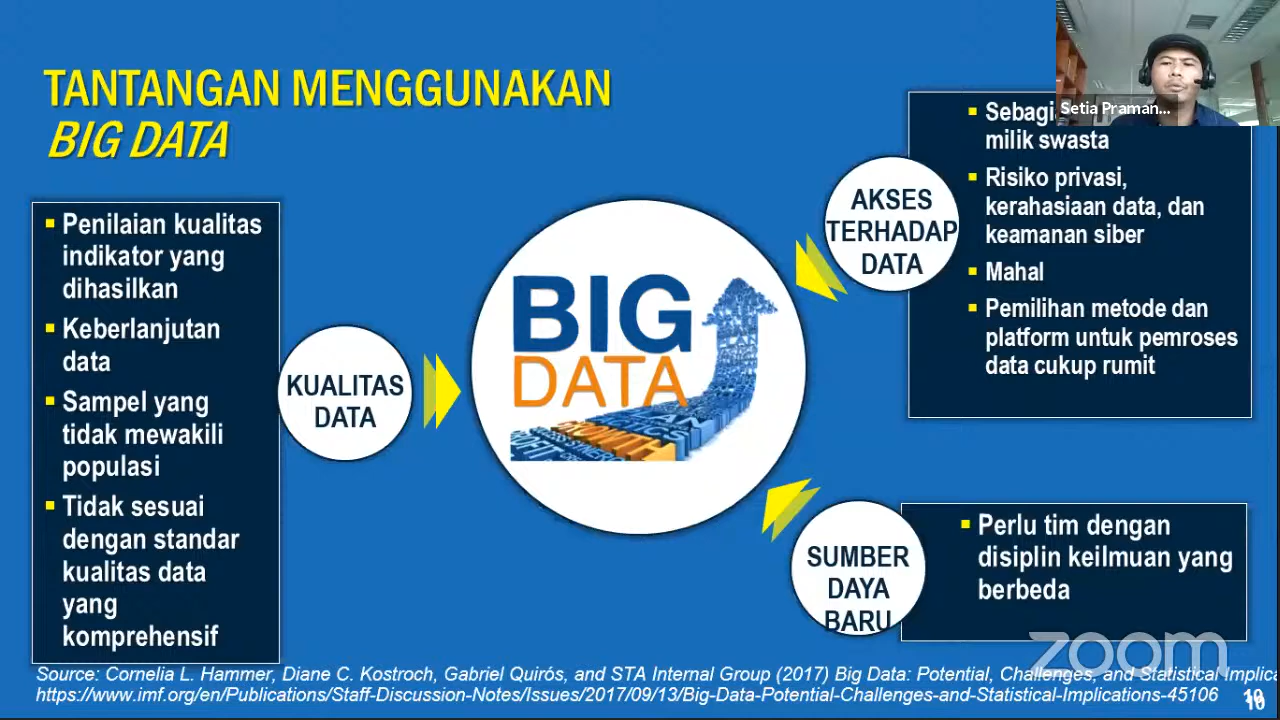 TANTANGAN MENGGUNAKAN
BIG DATA
Setia Praman...
Penilaian kualitas
indikator yang
dihasilkan
Keberlanjutan
data
Sampel yang
tidak mewakili
populasi
Tidak sesuai
dengan standar
kualitas data
yang
komprehensif
KUALITAS
DATA
BIG
DATA
GROWTH
PROFIT
AKSES
TERHADAP
DATA
milik swasta
Risiko privasi,
kerahasiaan data, dan
keamanan siber
Mahal
Pemilihan metode dan
platform untuk pemroses
data cukup rumit
SUMBER
DAYA
BARU
Perlu tim dengan
disiplin keilmuan yang
berbeda
zoom
Source: Cornelia L. Hammer, Diane C. Kostroch, Gabriel Quirós, and STA Internal Group (2017) Big Data: Potential, Challenges, and Statistical Implica
https://www.imf.org/en/Publications/Staff-Discussion-Notes/Issues/2017/09/13/Big-Data-Potential-Challenges-and-Statistical-Implications-45106